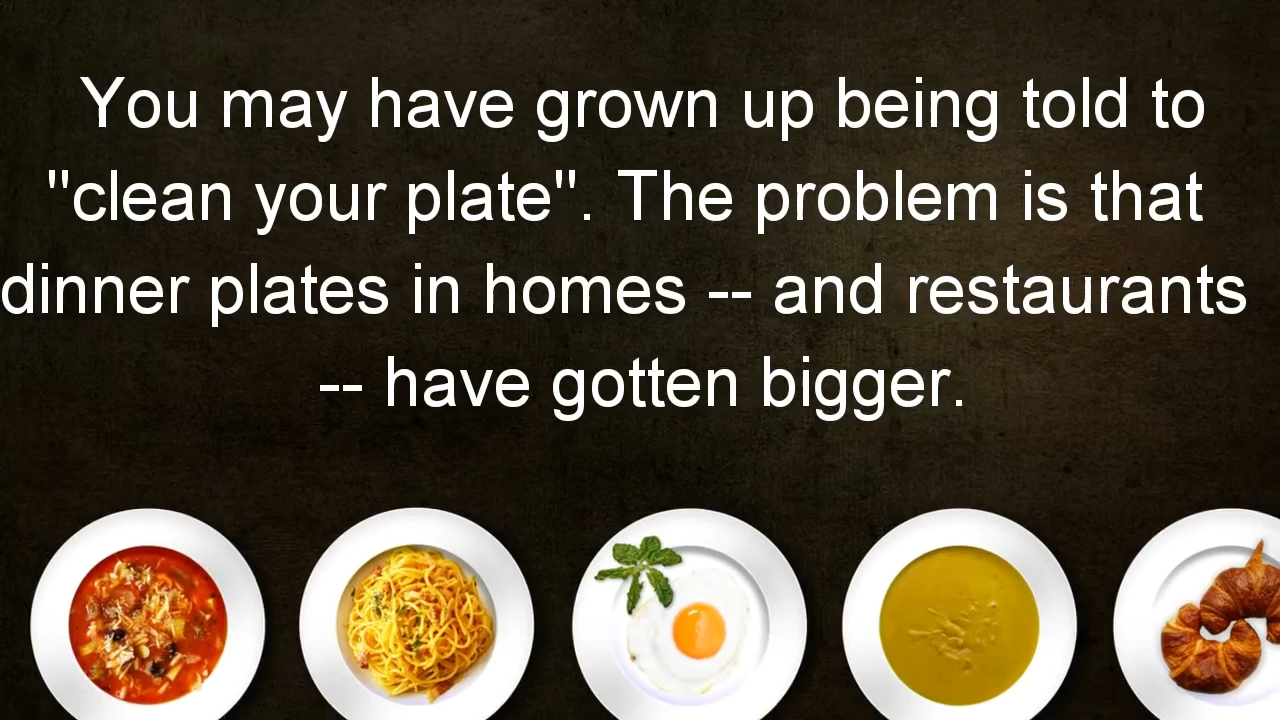 You may have grown up being told to
"clean your plate". The problem is that
dinner plates in homes -- and restaurants
-- have gotten bigger.